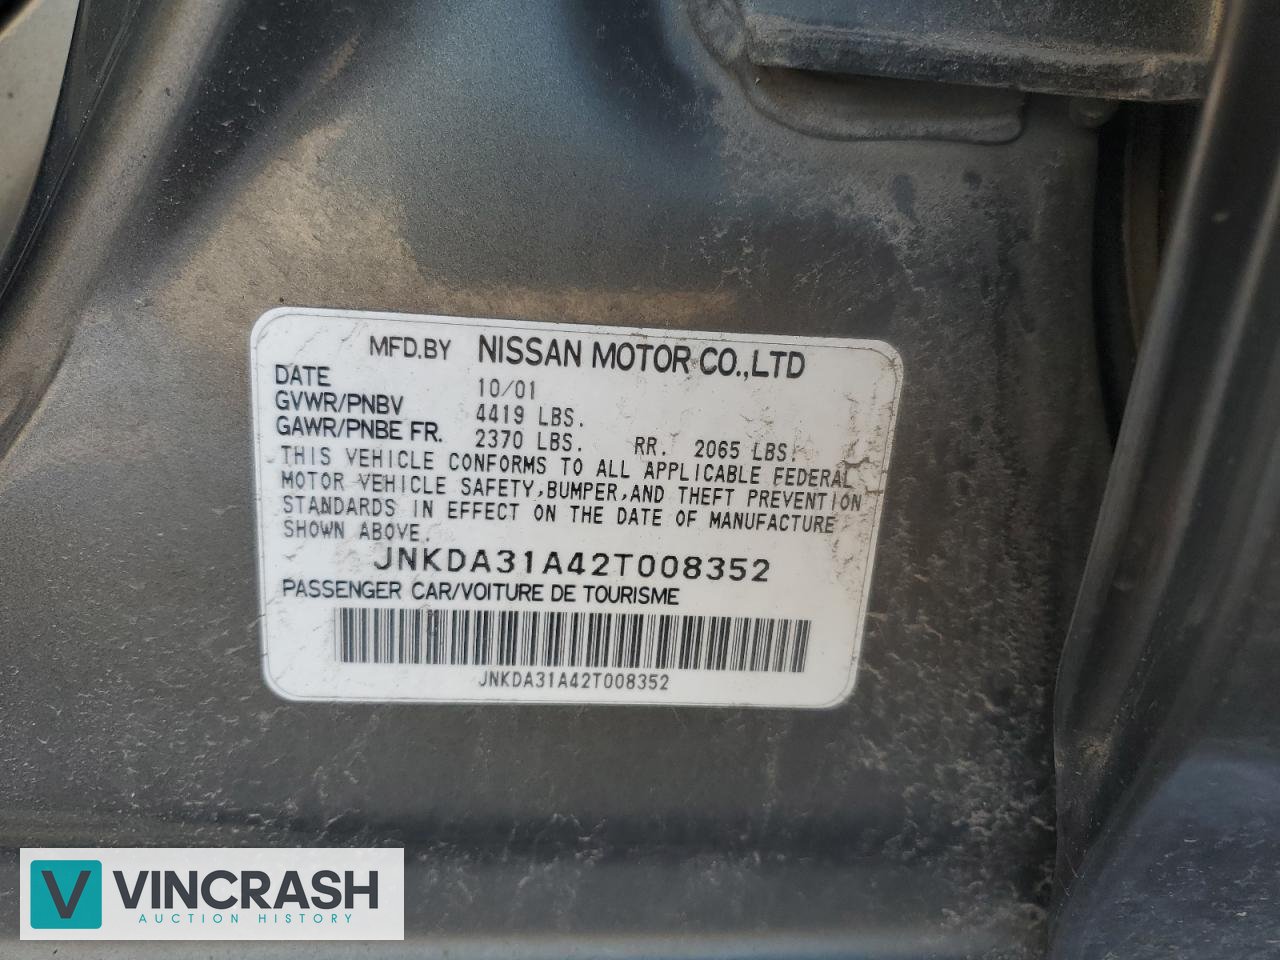 MFD.BY NISSAN MOTOR CO.,LTD
DATE 10/01
GVWR/PNBV 4419 LBS.
GAWR/PNBE FR. 2370 LBS. RR. 2065 LBS.
THIS VEHICLE CONFORMS TO ALL APPLICABLE FEDERAL
MOTOR VEHICLE SAFETY,BUMPER,AND THEFT PREVENTION
STANDARDS IN EFFECT ON THE DATE OF MANUFACTURE
SHOWN ABOVE.
JNKDA31A42T008352
PASSENGER CAR/VOITURE DE TOURISME
JNKDA31A42T008352
V VINCRASH
AUCTION HISTORY